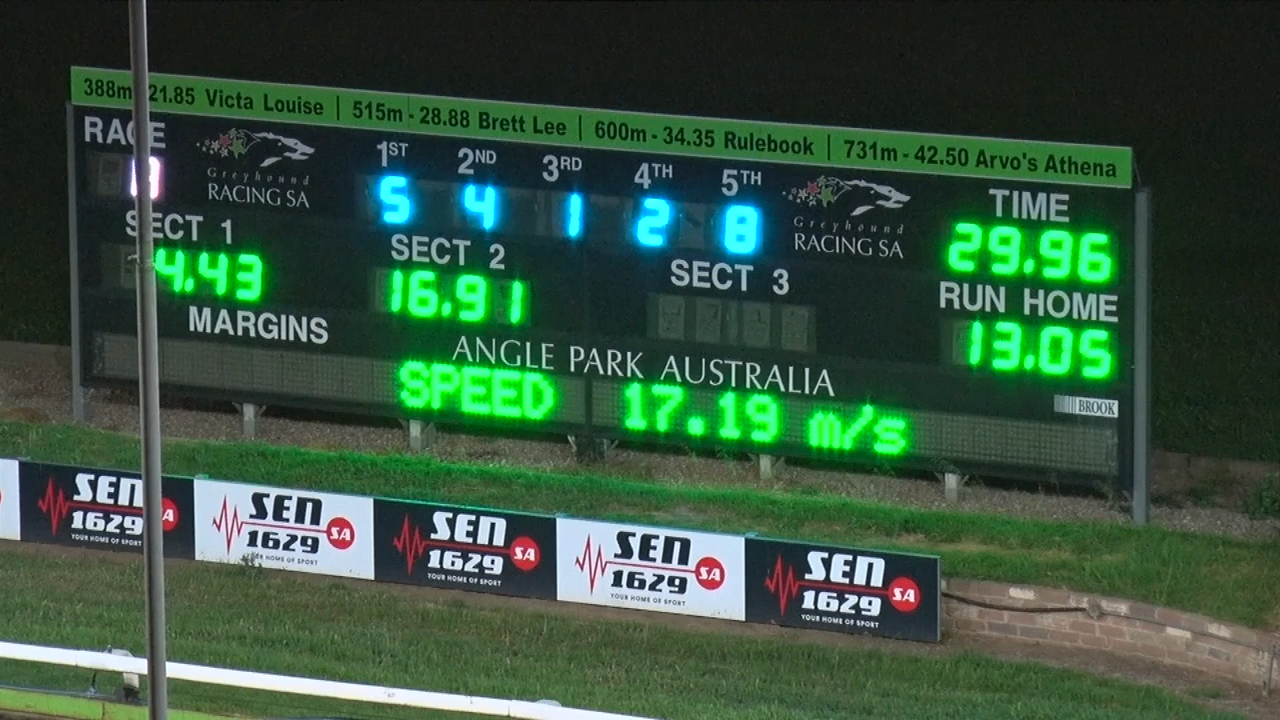 388m 21.85 Victa Louise | 515m - 28.88 Brett Lee | 600m - 34.35 Rulebook | 731m - 42.50 Arvo's Athena
RACE
Greyhound
RACING SA
1ST 2ND 3RD 4TH 5TH
5 4 1 2 8
Greyhound
RACING SA
TIME
29.96
SECT 1
4.43
SECT 2
16.91
SECT 3
RUN HOME
13.05
MARGINS
ANGLE PARK AUSTRALIA
SPEED 17.19 m/s
BROOK
SEN
1629 SA
YOUR HOME OF SPORT
SEN
1629 SA
YOUR HOME OF SPORT
SEN
1629 SA
YOUR HOME OF SPORT
SEN
1629 SA
YOUR HOME OF SPORT
SEN
1629 SA
YOUR HOME OF SPORT